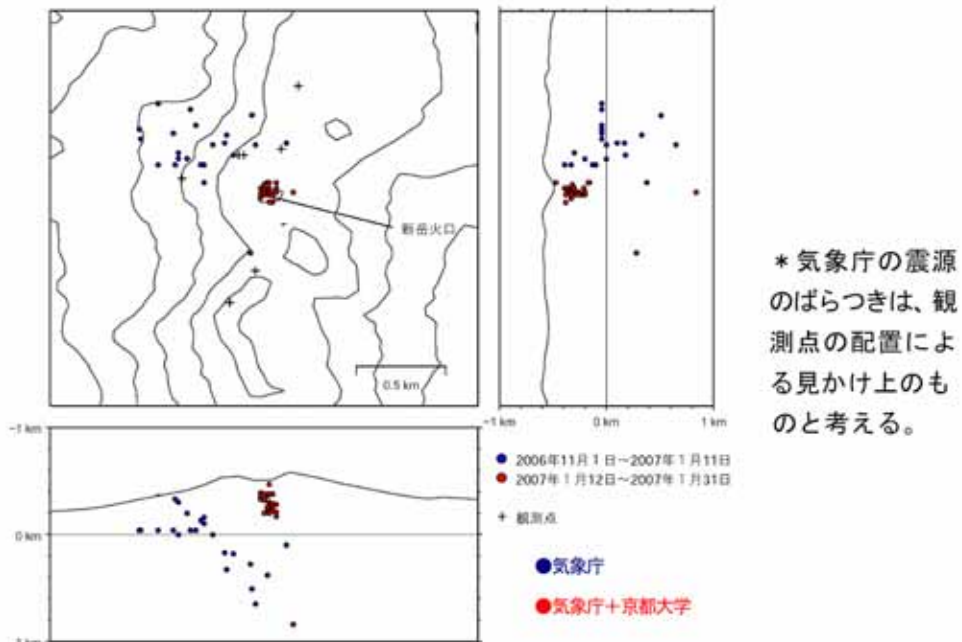 新岳火口
0.5 km
-1 km
0 km
1 km
-1 km
0 km
● 2006年11月1日～2007年1月11日
● 2007年1月12日～2007年1月31日
+ 観測点
●気象庁
●気象庁＋京都大学
＊気象庁の震源
のばらつきは、観
測点の配置によ
る見かけ上のも
のと考える。